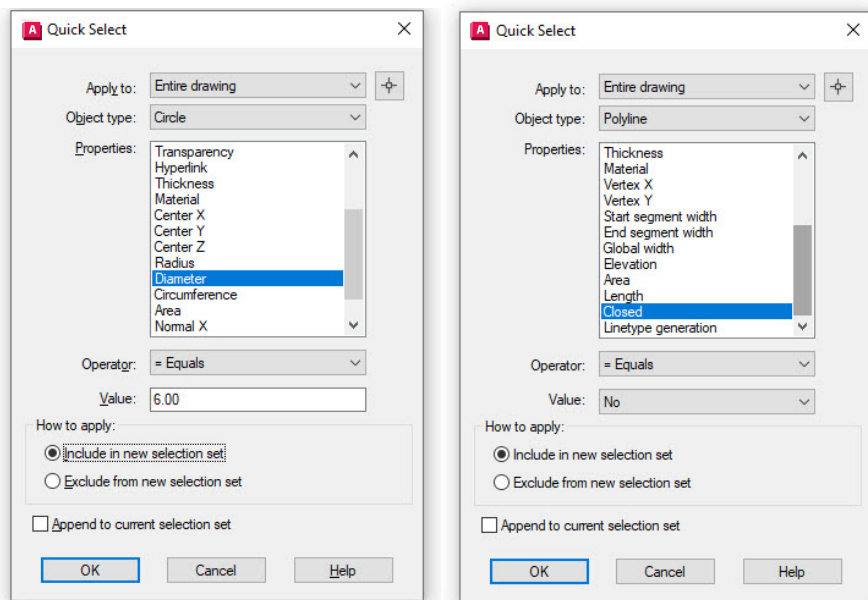 A Quick Select
Apply to: Entire drawing
Object type: Circle
Properties:
Transparency
Hyperlink
Thickness
Material
Center X
Center Y
Center Z
Radius
Diameter
Circumference
Area
Normal X
Operator: = Equals
Value: 6.00
How to apply:
Include in new selection set
Exclude from new selection set
Append to current selection set
OK Cancel Help
A Quick Select
Apply to: Entire drawing
Object type: Polyline
Properties:
Thickness
Material
Vertex X
Vertex Y
Start segment width
End segment width
Global width
Elevation
Area
Length
Closed
Linetype generation
Operator: = Equals
Value: No
How to apply:
Include in new selection set
Exclude from new selection set
Append to current selection set
OK Cancel Help